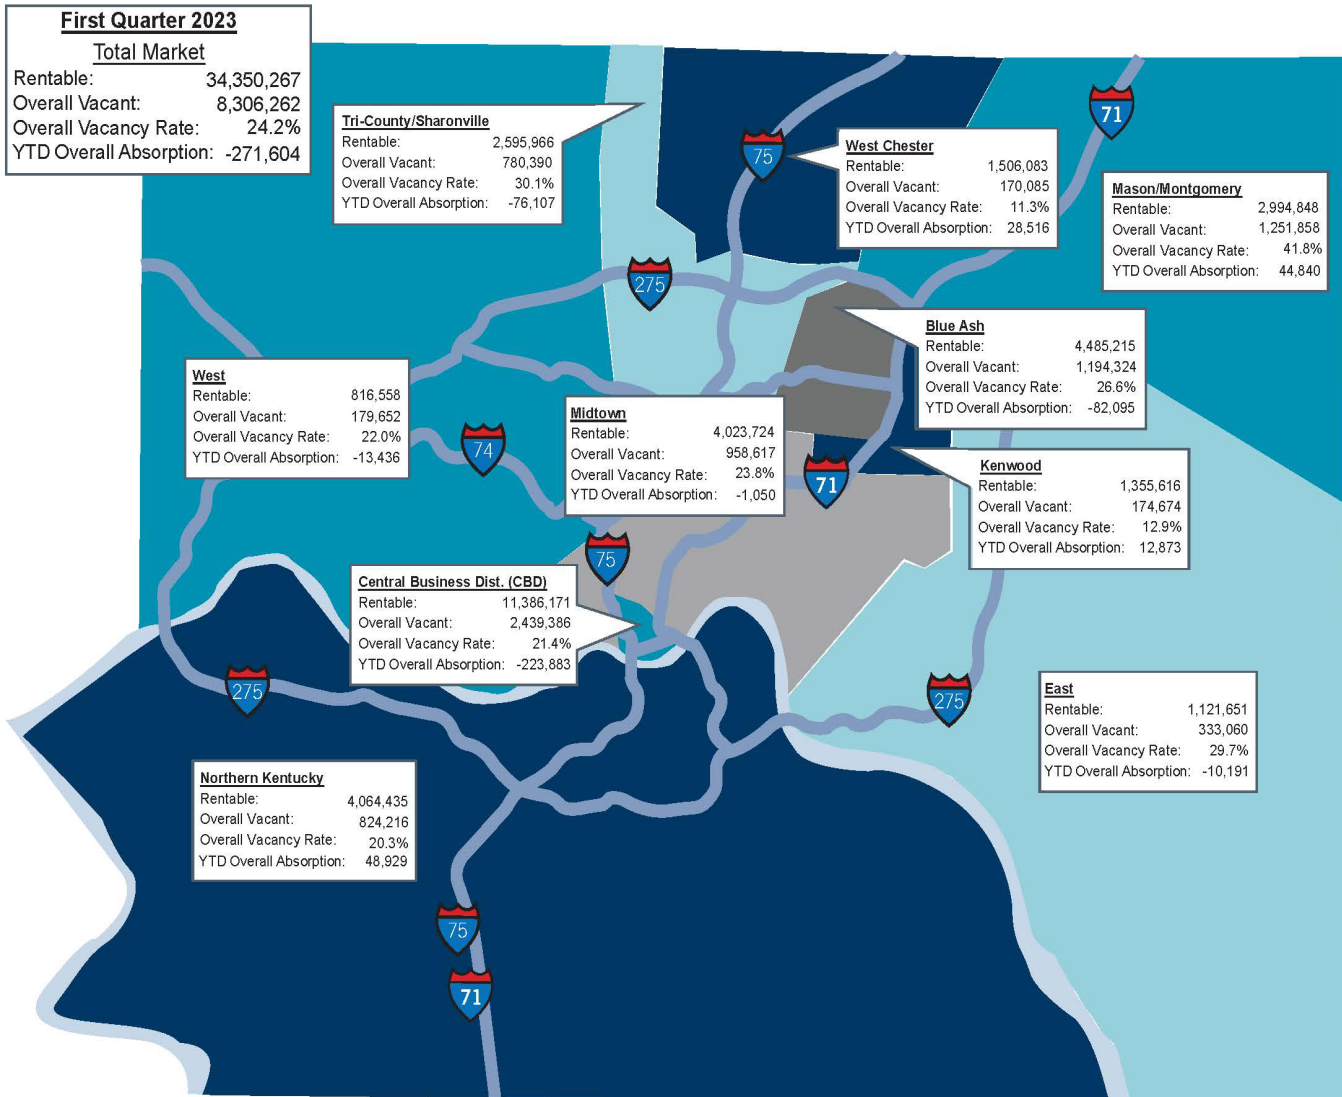 First Quarter 2023
Total Market
Rentable: 34,350,267
Overall Vacant: 8,306,262
Overall Vacancy Rate: 24.2%
YTD Overall Absorption: -271,604
Tri-County/Sharonville
Rentable: 2,595,966
Overall Vacant: 780,390
Overall Vacancy Rate: 30.1%
YTD Overall Absorption: -76,107
75
West Chester
Rentable: 1,506,083
Overall Vacant: 170,085
Overall Vacancy Rate: 11.3%
YTD Overall Absorption: 28,516
71
Mason/Montgomery
Rentable: 2,994,848
Overall Vacant: 1,251,858
Overall Vacancy Rate: 41.8%
YTD Overall Absorption: 44,840
275
Blue Ash
Rentable: 4,485,215
Overall Vacant: 1,194,324
Overall Vacancy Rate: 26.6%
YTD Overall Absorption: -82,095
West
Rentable: 816,558
Overall Vacant: 179,652
Overall Vacancy Rate: 22.0%
YTD Overall Absorption: -13,436
74
Midtown
Rentable: 4,023,724
Overall Vacant: 958,617
Overall Vacancy Rate: 23.8%
YTD Overall Absorption: -1,050
71
Kenwood
Rentable: 1,355,616
Overall Vacant: 174,674
Overall Vacancy Rate: 12.9%
YTD Overall Absorption: 12,873
75
Central Business Dist. (CBD)
Rentable: 11,386,171
Overall Vacant: 2,439,386
Overall Vacancy Rate: 21.4%
YTD Overall Absorption: -223,883
275
275
East
Rentable: 1,121,651
Overall Vacant: 333,060
Overall Vacancy Rate: 29.7%
YTD Overall Absorption: -10,191
Northern Kentucky
Rentable: 4,064,435
Overall Vacant: 824,216
Overall Vacancy Rate: 20.3%
YTD Overall Absorption: 48,929
75
71